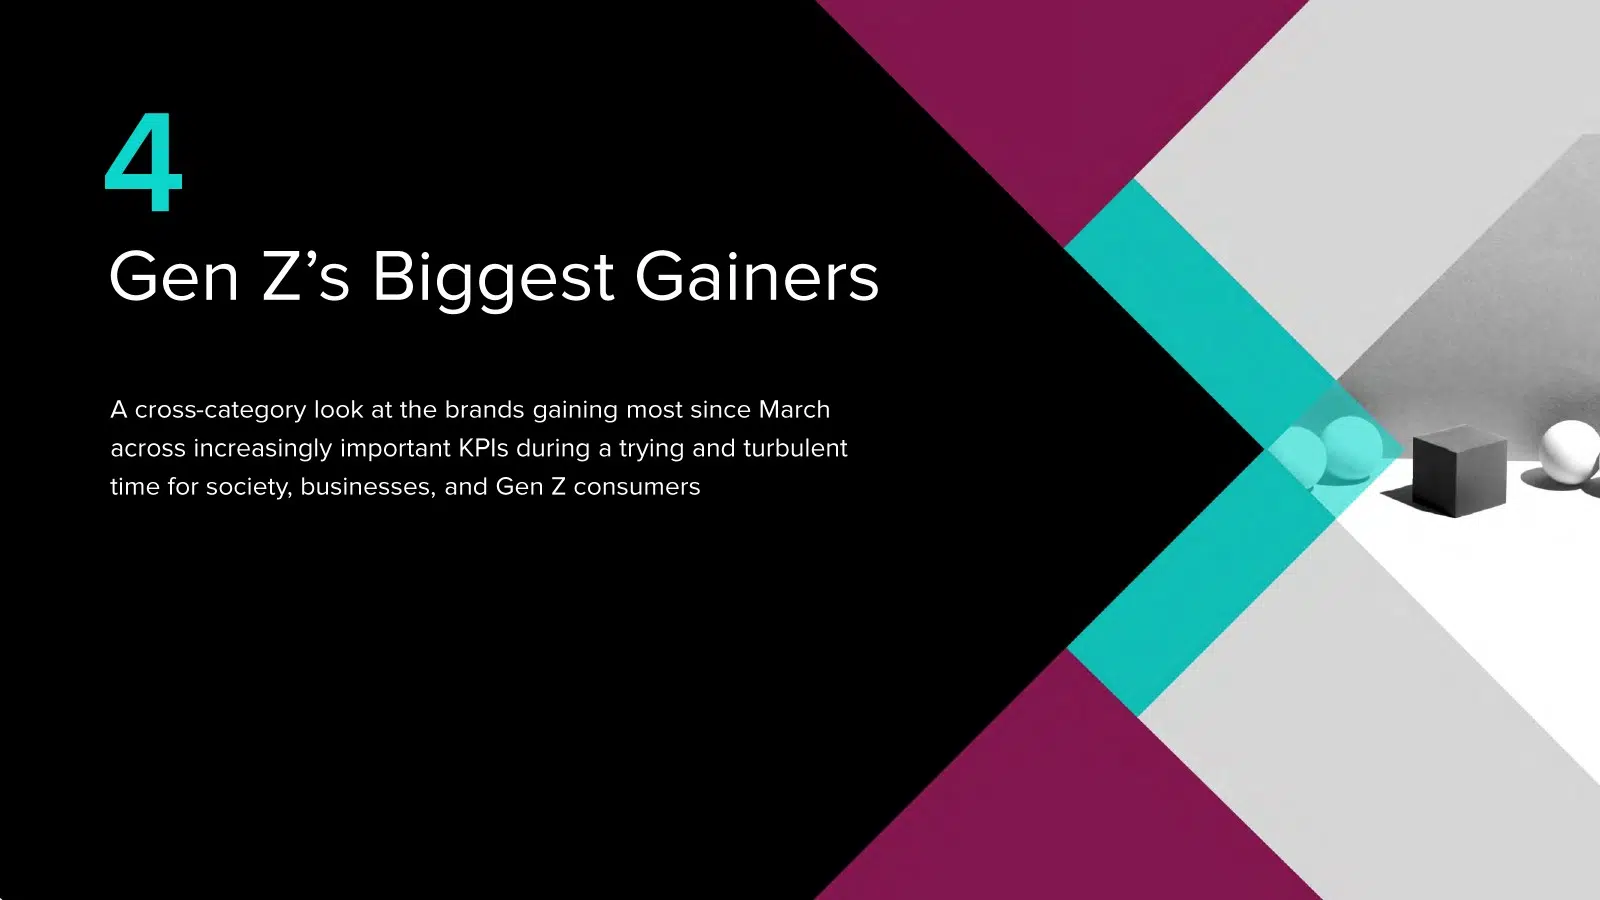 4
Gen Z’s Biggest Gainers
A cross-category look at the brands gaining most since March
across increasingly important KPIs during a trying and turbulent
time for society, businesses, and Gen Z consumers